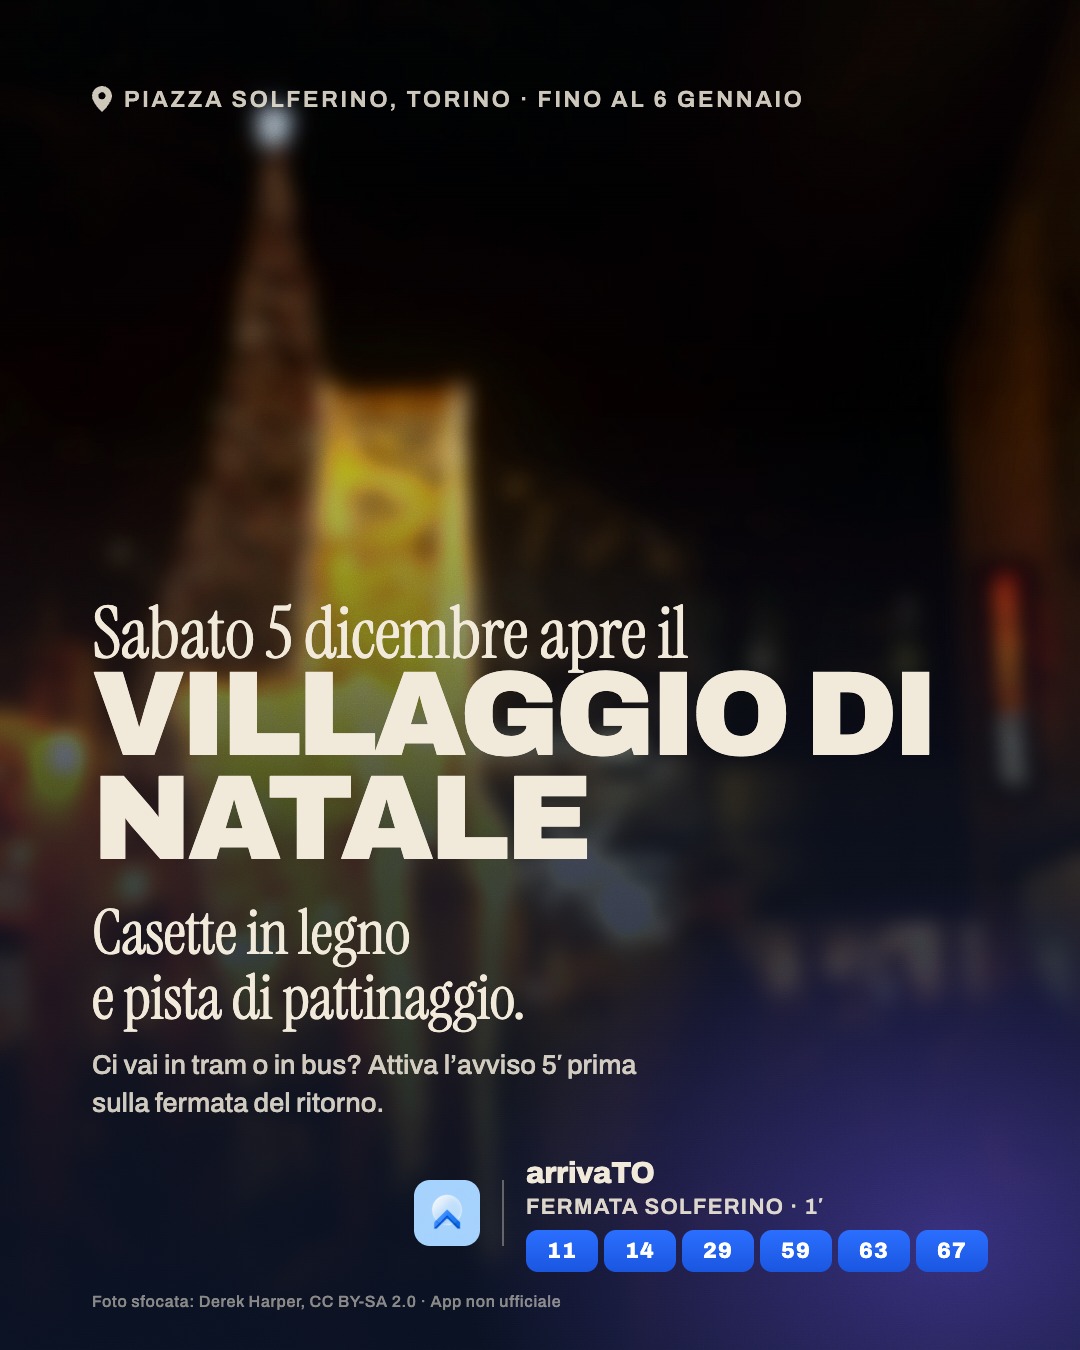 PIAZZA SOLFERINO, TORINO · FINO AL 6 GENNAIO
Sabato 5 dicembre apre il
VILLAGGIO DI
NATALE
Casette in legno
e pista di pattinaggio.
Ci vai in tram o in bus? Attiva l’avviso 5′ prima
sulla fermata del ritorno.
arrivaTO
FERMATA SOLFERINO · 1′
11 14 29 59 63 67
Foto sfocata: Derek Harper, CC BY-SA 2.0 · App non ufficiale